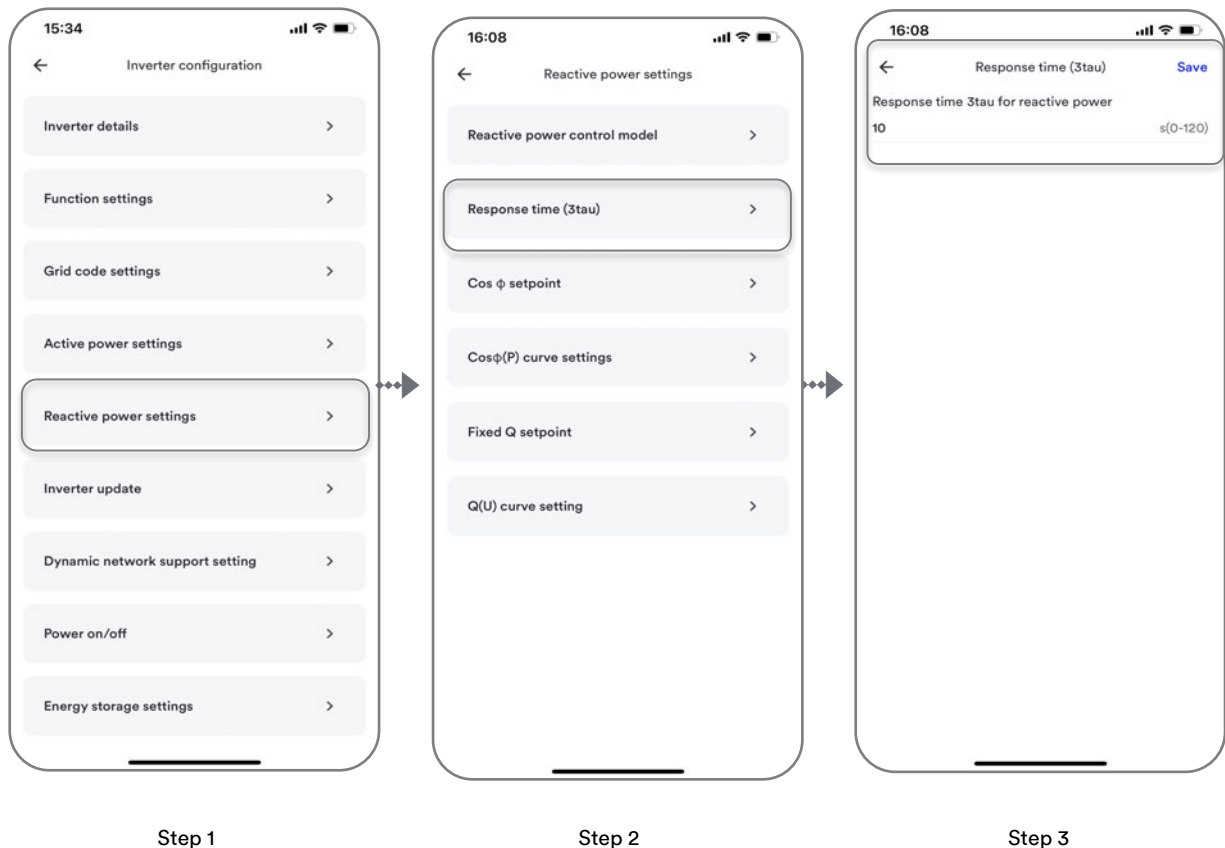 15:34
Inverter configuration
Inverter details
Function settings
Grid code settings
Active power settings
Reactive power settings
Inverter update
Dynamic network support setting
Power on/off
Energy storage settings
Step 1
16:08
Reactive power settings
Reactive power control model
Response time (3tau)
Cos φ setpoint
Cosφ(P) curve settings
Fixed Q setpoint
Q(U) curve setting
Step 2
16:08
Response time (3tau) Save
Response time 3tau for reactive power
10 s(0-120)
Step 3